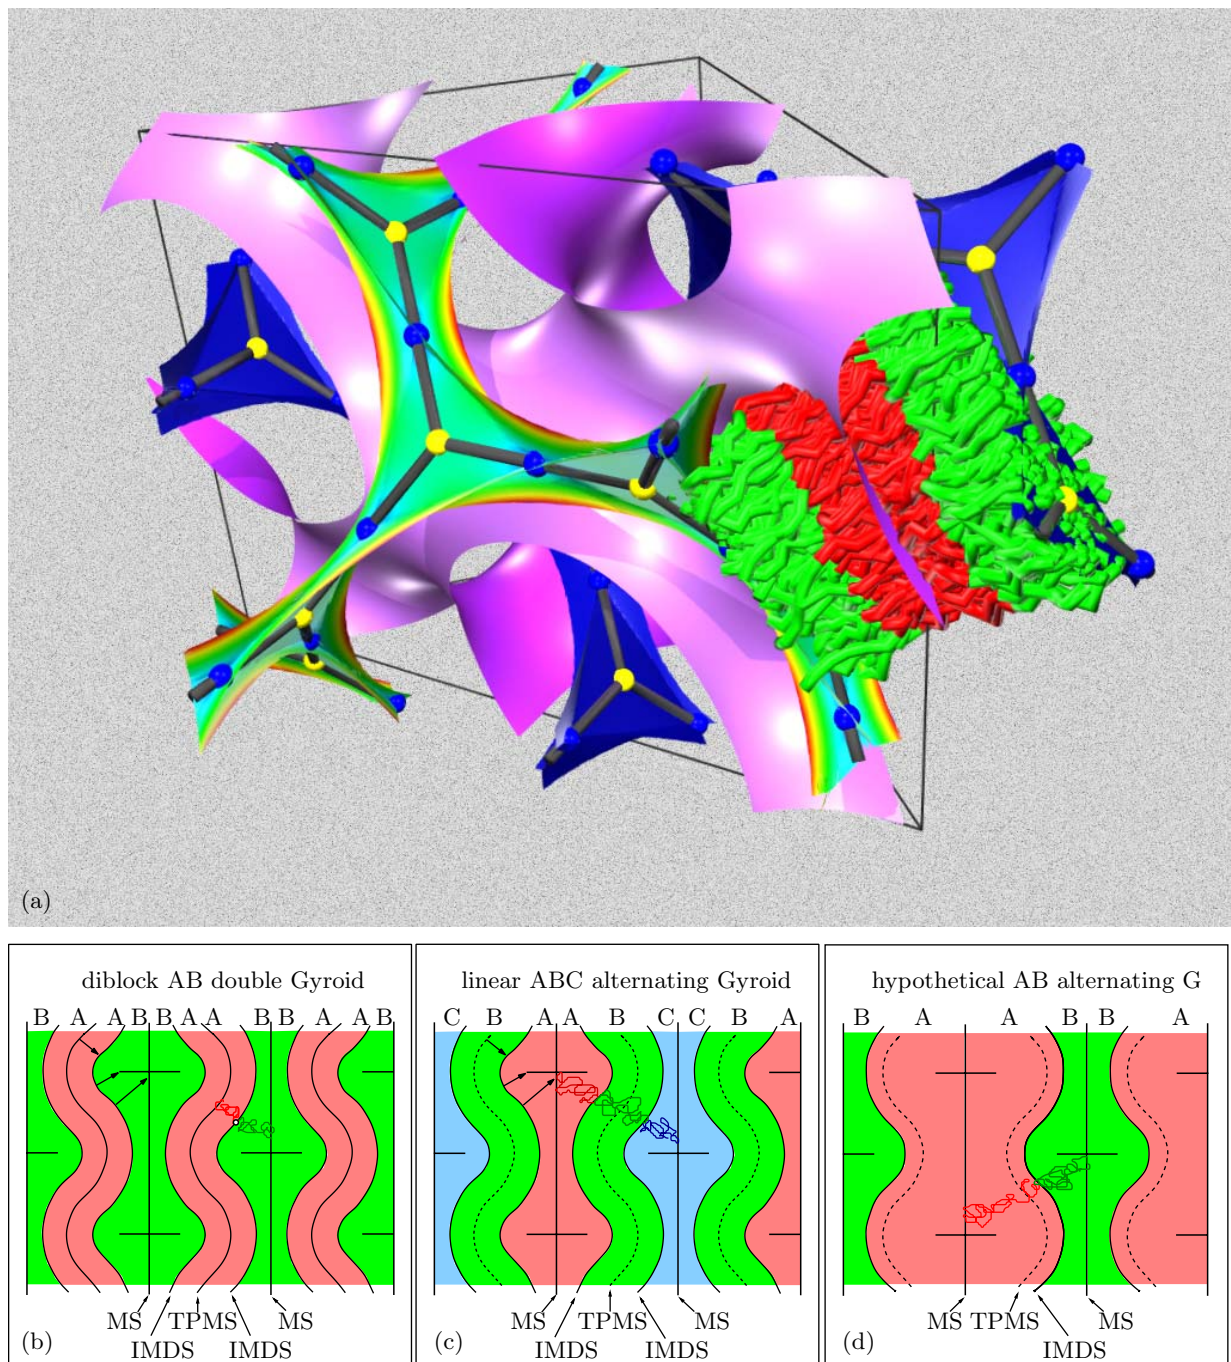 (a)
diblock AB double Gyroid
B A A B B A A B B A A B
MS TPMS MS
IMDS IMDS
(b)
linear ABC alternating Gyroid
C B A A B C C B A
MS TPMS MS
IMDS IMDS
(c)
hypothetical AB alternating G
B A A B B A
MS TPMS MS
IMDS
(d)